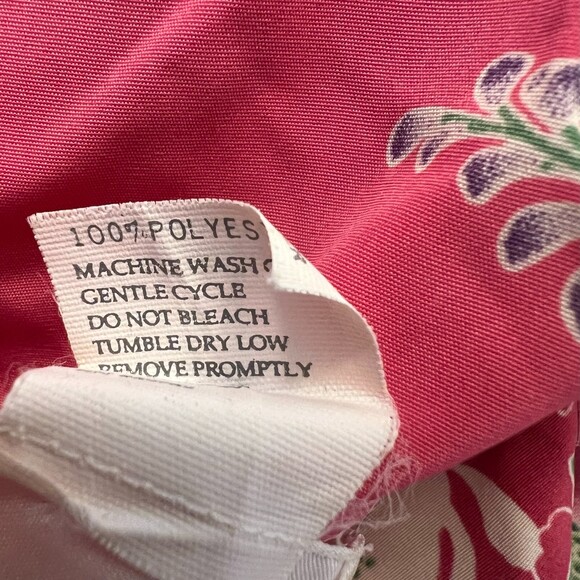 100% POLYES
MACHINE WASH
GENTLE CYCLE
DO NOT BLEACH
TUMBLE DRY LOW
REMOVE PROMPTLY